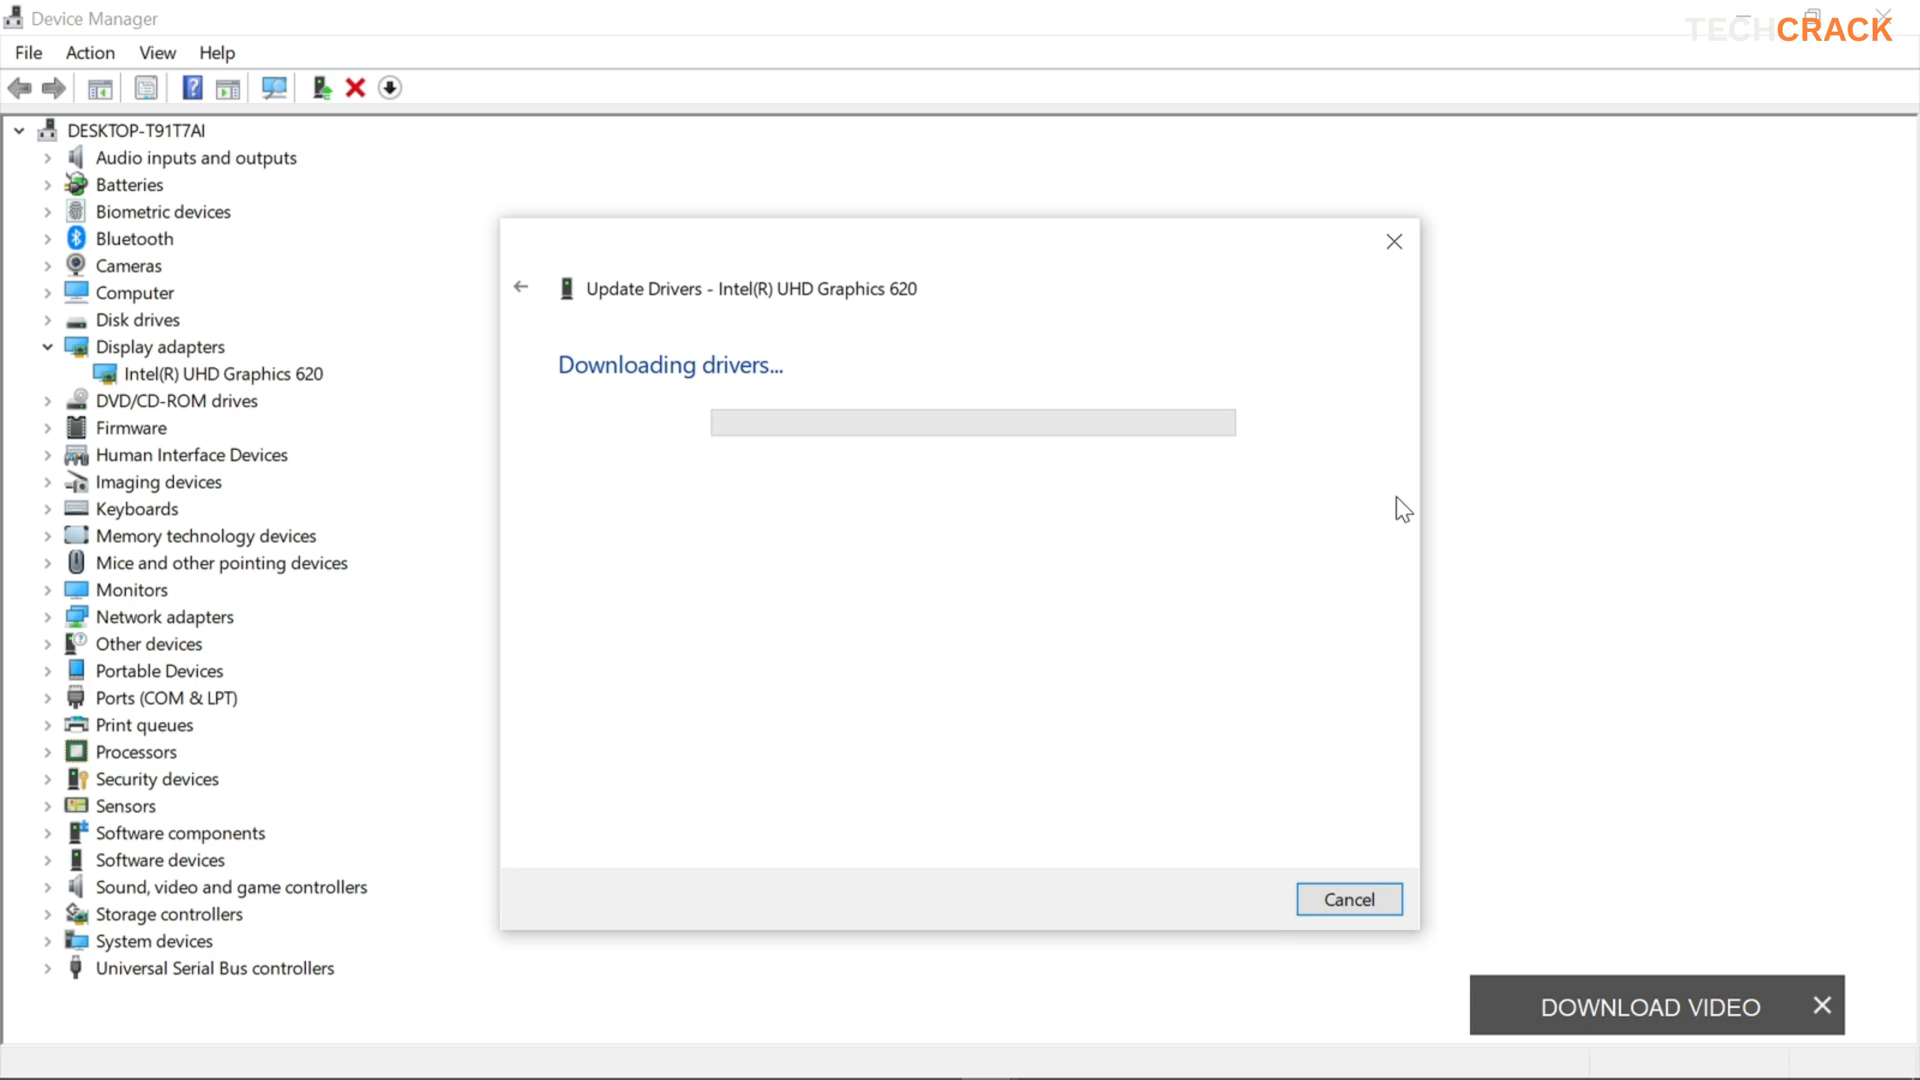 Device Manager
TECHCRACK
File Action View Help
DESKTOP-T91T7AI
Audio inputs and outputs
Batteries
Biometric devices
Bluetooth
Cameras
Computer
Disk drives
Display adapters
Intel(R) UHD Graphics 620
DVD/CD-ROM drives
Firmware
Human Interface Devices
Imaging devices
Keyboards
Memory technology devices
Mice and other pointing devices
Monitors
Network adapters
Other devices
Portable Devices
Ports (COM & LPT)
Print queues
Processors
Security devices
Sensors
Software components
Software devices
Sound, video and game controllers
Storage controllers
System devices
Universal Serial Bus controllers
Update Drivers - Intel(R) UHD Graphics 620
Downloading drivers...
Cancel
DOWNLOAD VIDEO